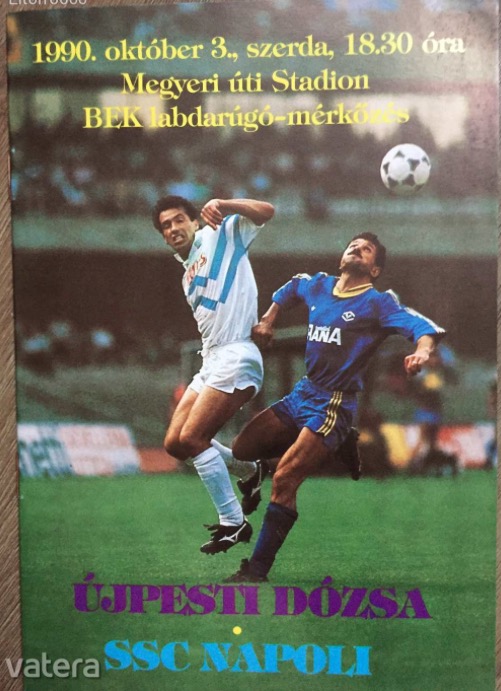 1990. október 3., szerda, 18.30 óra
Megyeri úti Stadion
BEK labdarúgó-mérkőzés
ÚJPESTI DÓZSA
SSC NAPOLI
vatera